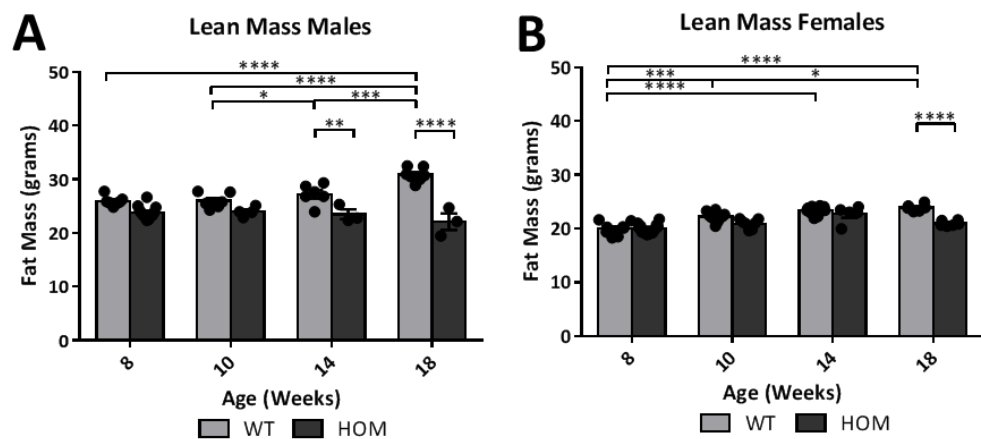 A
Lean Mass Males
Fat Mass (grams)
50
40
30
20
10
0
****
****
*
***
**
****
8
10
14
18
Age (Weeks)
WT
HOM
B
Lean Mass Females
Fat Mass (grams)
50
40
30
20
10
0
****
***
*
****
****
8
10
14
18
Age (Weeks)
WT
HOM